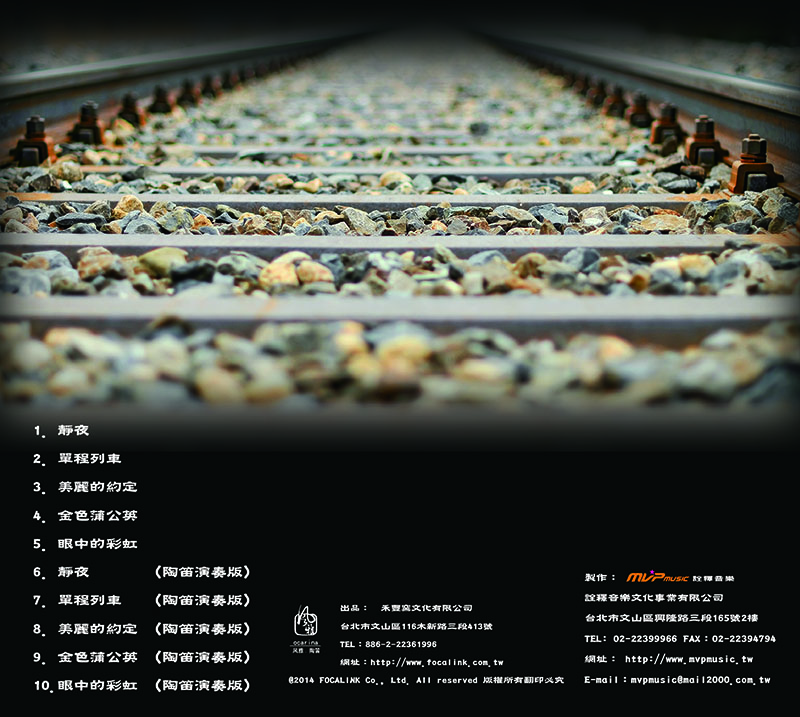 1. 靜夜
2. 單程列車
3. 美麗的約定
4. 金色蒲公英
5. 眼中的彩虹
6. 靜夜 (陶笛演奏版)
7. 單程列車 (陶笛演奏版)
8. 美麗的約定 (陶笛演奏版)
9. 金色蒲公英 (陶笛演奏版)
10. 眼中的彩虹 (陶笛演奏版)
ocarina
风雅 陶笛
出品： 禾豐窯文化有限公司
台北市文山區116木新路三段413號
TEL：886-2-22361996
網址：http://www.focalink.com.tw
@2014 FOCALINK Co., Ltd. All reserved 版權所有翻印必究
製作： MVP MUSIC 詮釋音樂
詮釋音樂文化事業有限公司
台北市文山區興隆路三段165號2樓
TEL: 02-22399966 FAX：02-22394794
網址： http://www.mvpmusic.tw
E-mail：mvpmusic@mail2000.com.tw